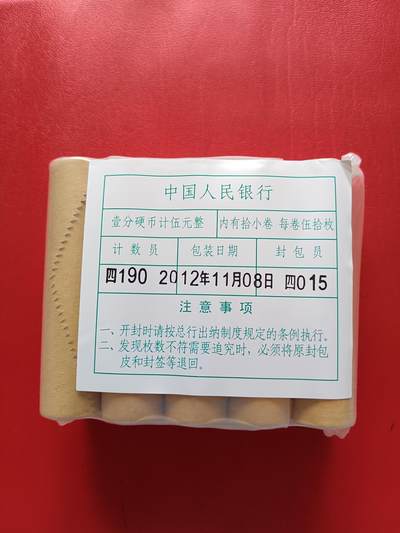 中国人民银行
壹分硬币计伍元整 内有拾小卷 每卷伍拾枚
计数员 包装日期 封包员
四190 2012年11月08日 四015
注意事项
一、开封时请按总行出纳制度规定的条例执行。
二、发现枚数不符需要追究时，必须将原封包
皮和封签等退回。